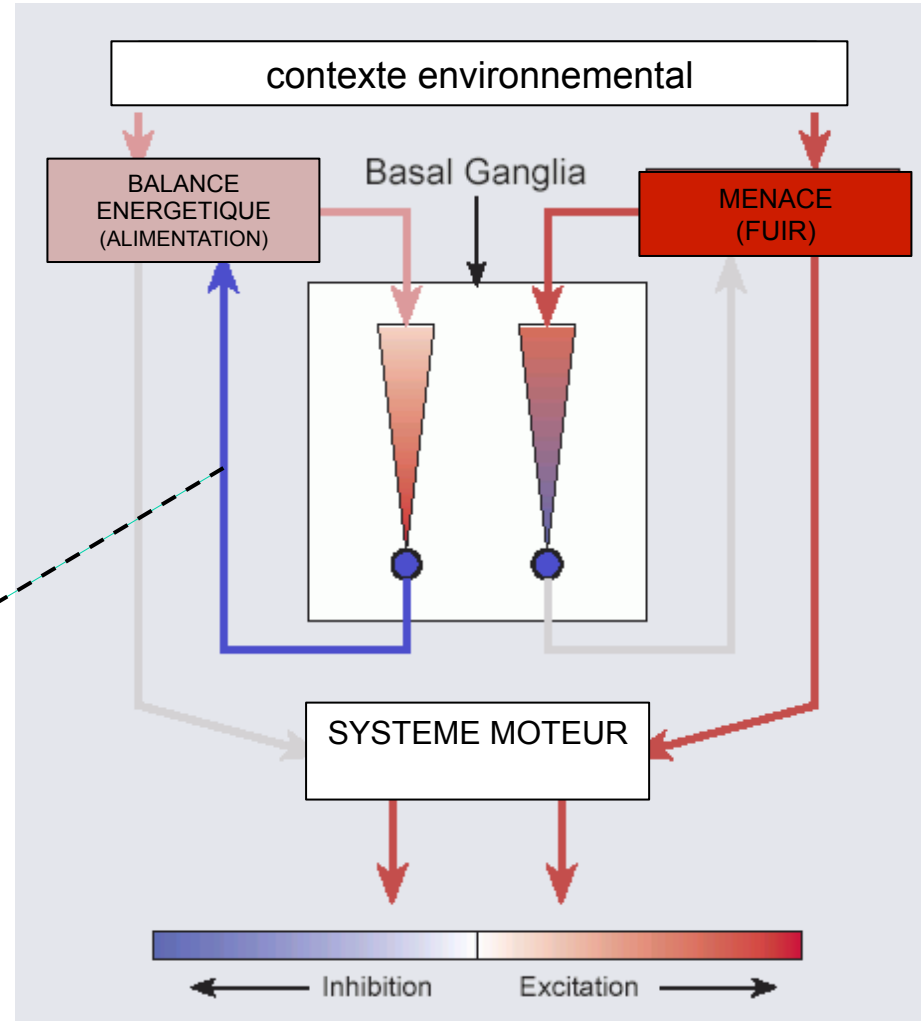 contexte environnemental
BALANCE
ENERGETIQUE
(ALIMENTATION)
Basal Ganglia
MENACE
(FUIR)
SYSTEME MOTEUR
Inhibition
Excitation